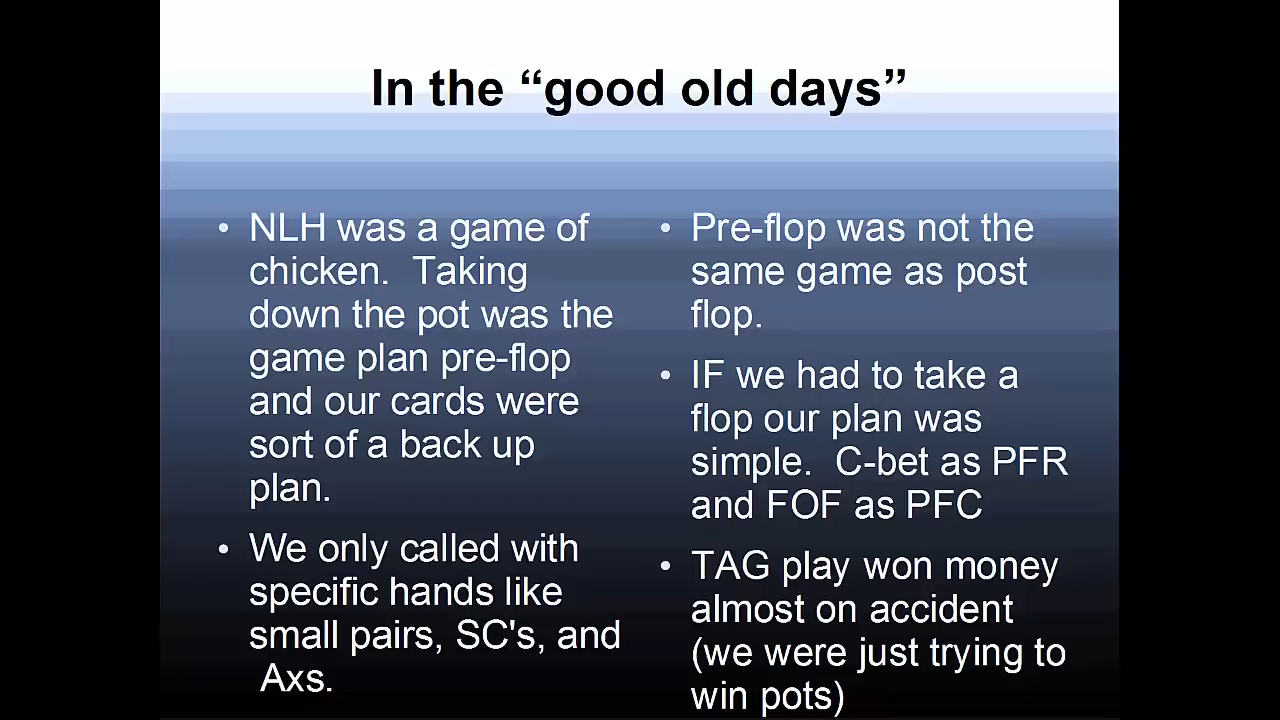 In the “good old days”
• NLH was a game of
chicken.  Taking
down the pot was the
game plan pre-flop
and our cards were
sort of a back up
plan.
• We only called with
specific hands like
small pairs, SC's, and
Axs.
• Pre-flop was not the
same game as post
flop.
• IF we had to take a
flop our plan was
simple.  C-bet as PFR
and FOF as PFC
• TAG play won money
almost on accident
(we were just trying to
win pots)